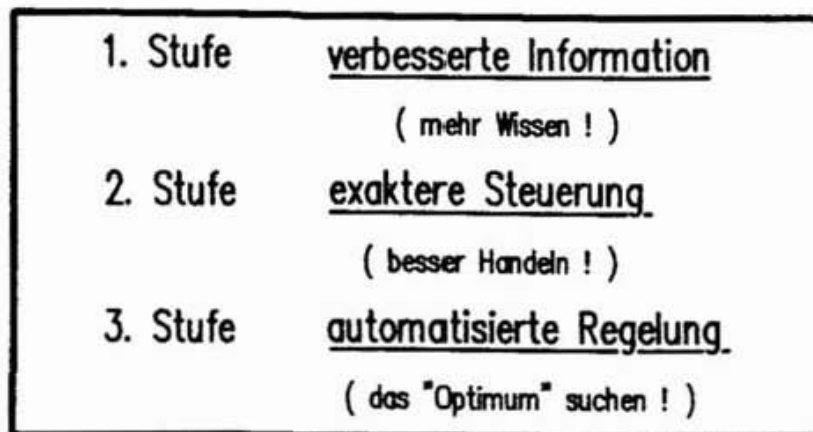 1. Stufe verbesserte Information
( mehr Wissen ! )
2. Stufe exaktere Steuerung
( besser Handeln ! )
3. Stufe automatisierte Regelung
( das "Optimum" suchen ! )